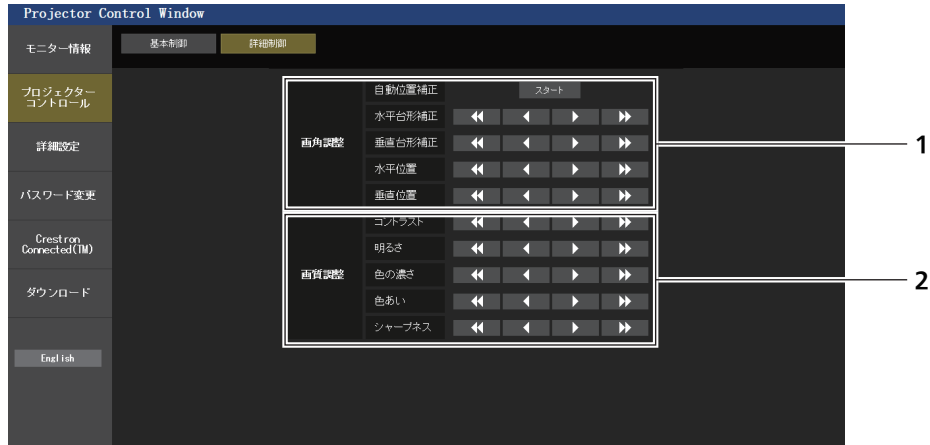 Projector Control Window
モニター情報
プロジェクター
コントロール
詳細設定
パスワード変更
Crestron
Connected(TM)
ダウンロード
English
基本制御
詳細制御
画角調整
自動位置補正
スタート
水平台形補正
垂直台形補正
水平位置
垂直位置
1
画質調整
コントラスト
明るさ
色の濃さ
色あい
シャープネス
2